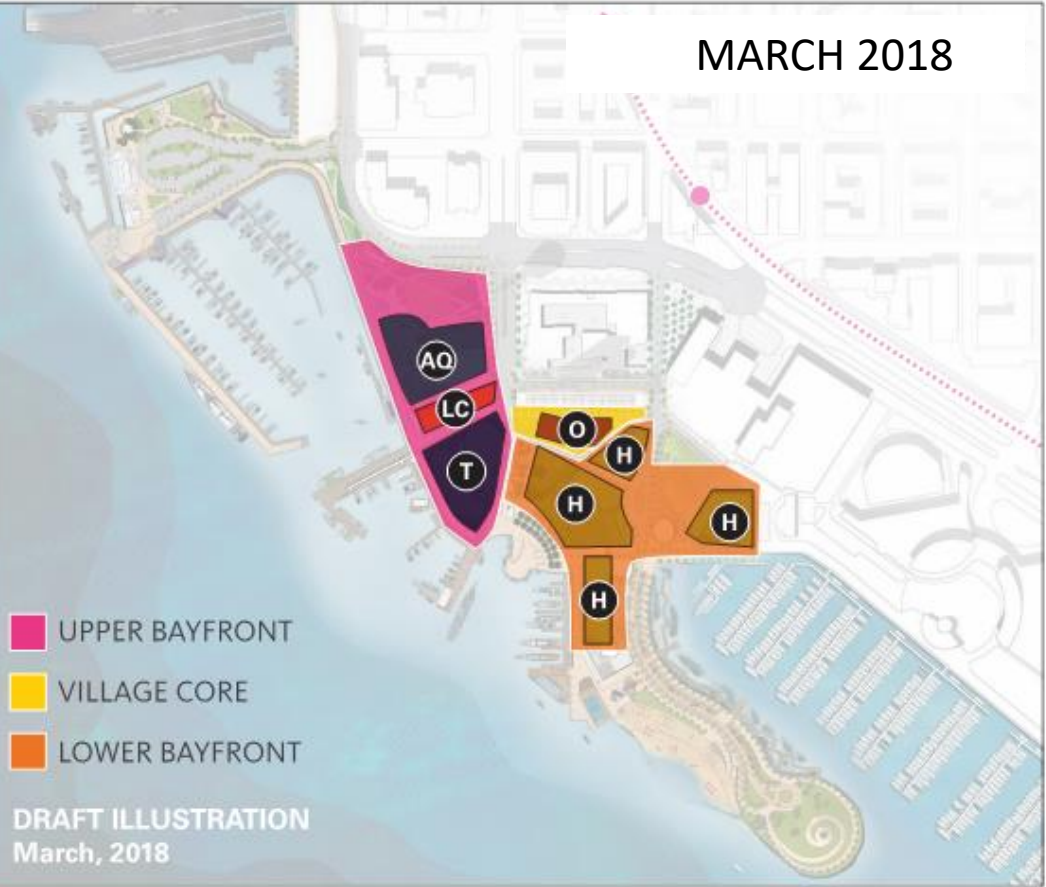 MARCH 2018
AQ
LC
T
O
H
H
H
H
UPPER BAYFRONT
VILLAGE CORE
LOWER BAYFRONT
DRAFT ILLUSTRATION
March, 2018